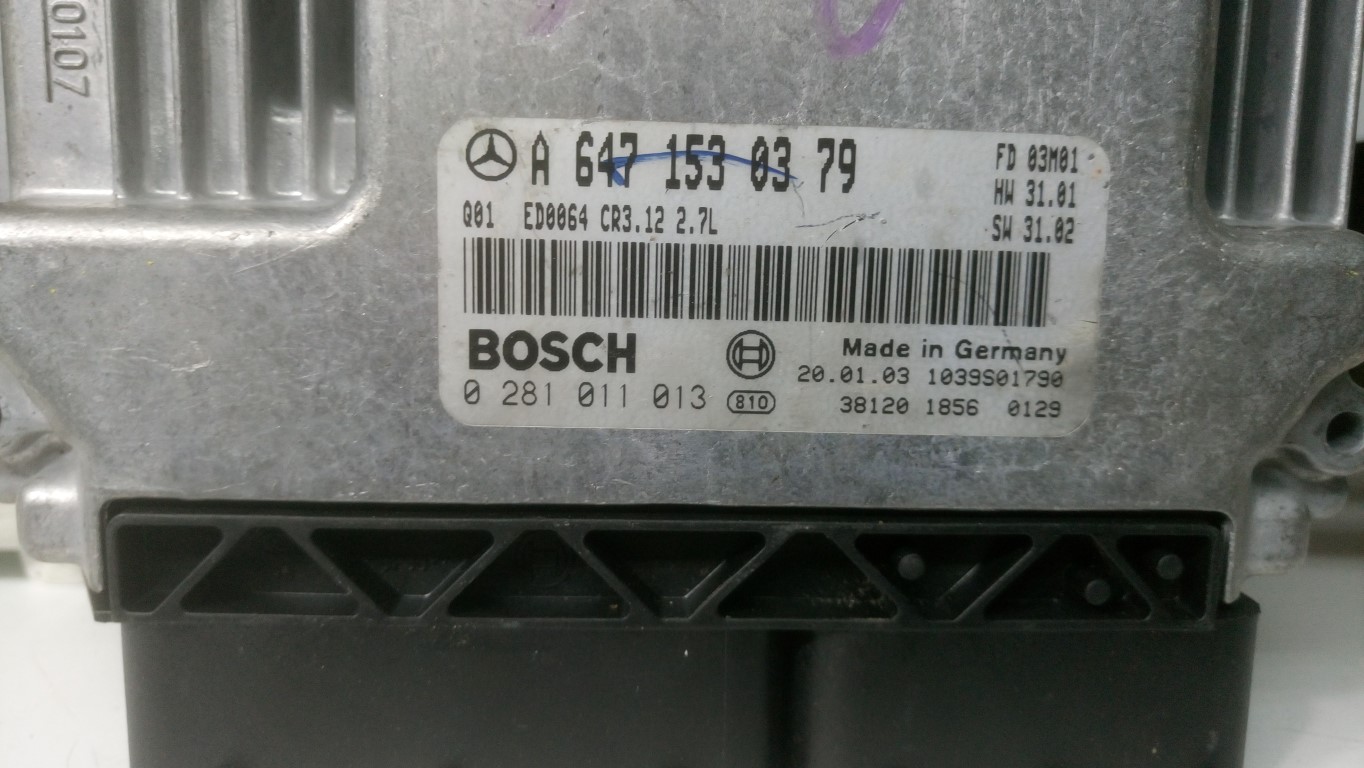 0107
A 647 153 03 79
FD 03M01
HW 31.01
Q01 ED0064 CR3.12 2.7L
SW 31.02
BOSCH
Made in Germany
20.01.03 1039S01790
0 281 011 013 810
38120 1856 0129